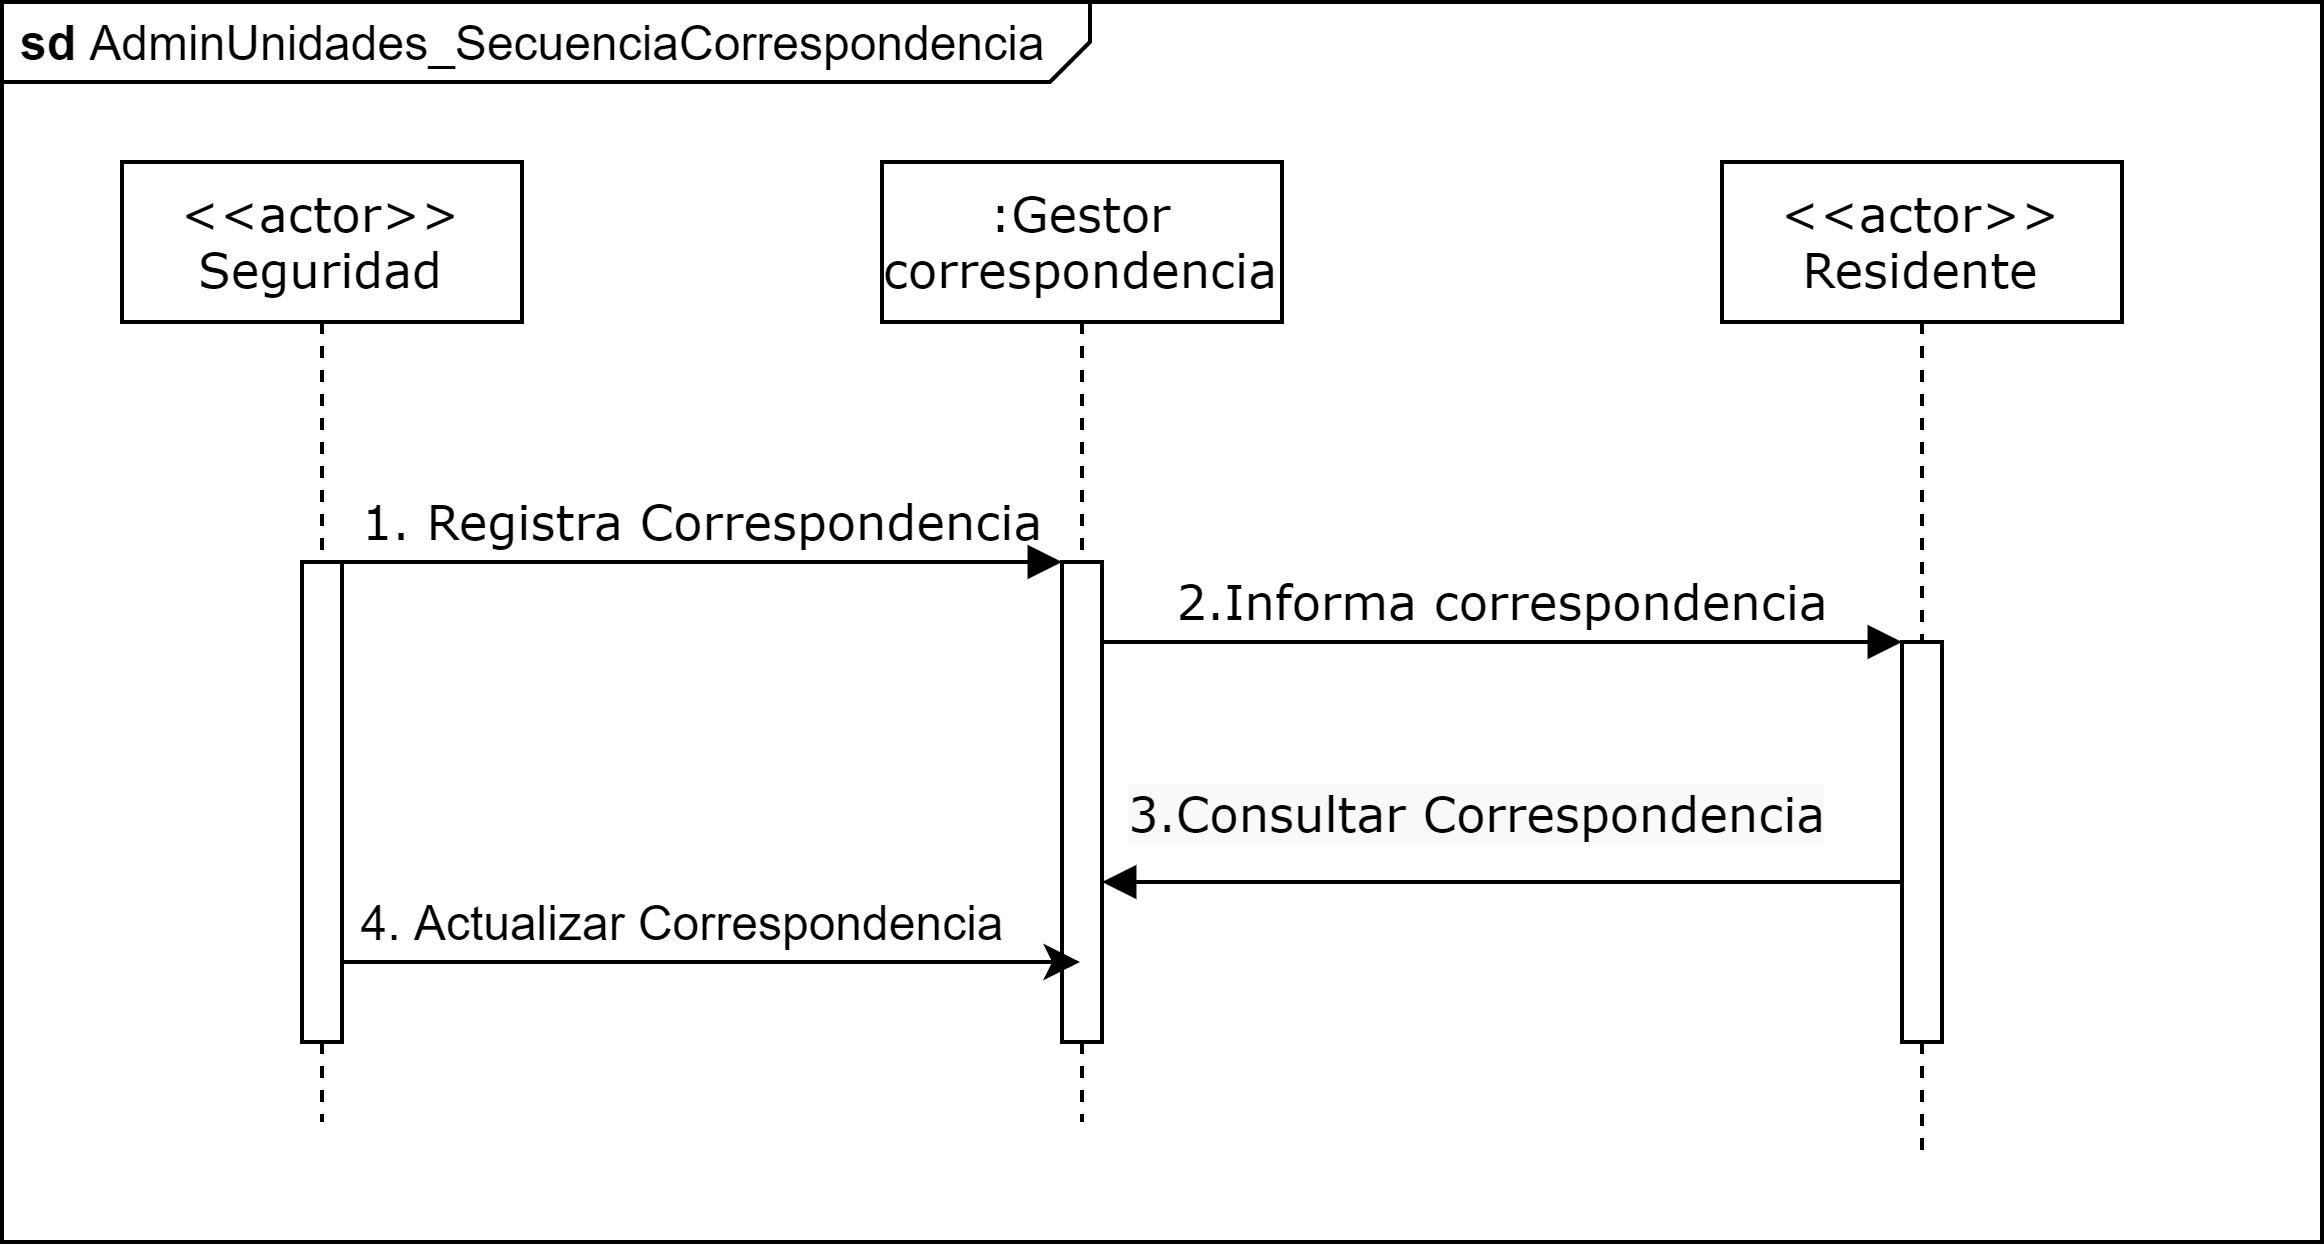 sd AdminUnidades_SecuenciaCorrespondencia
<<actor>>
Seguridad
:Gestor
correspondencia
<<actor>>
Residente
1. Registra Correspondencia
2.Informa correspondencia
3.Consultar Correspondencia
4. Actualizar Correspondencia